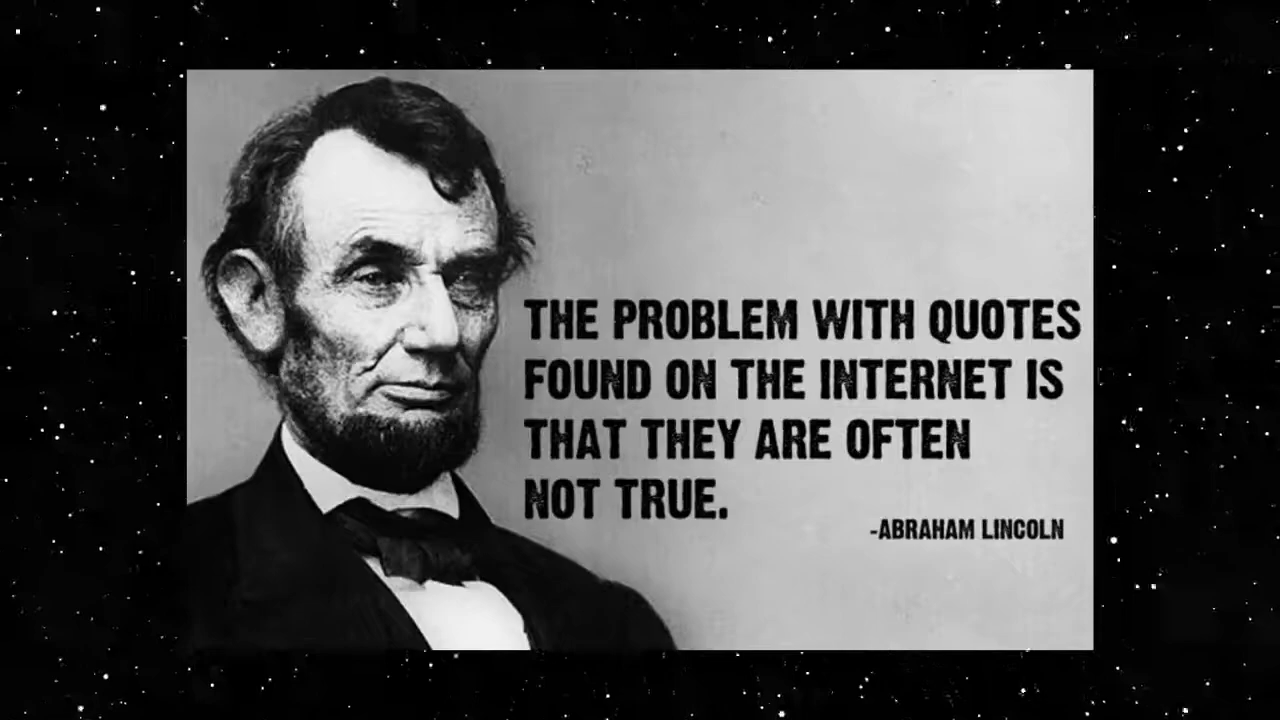 THE PROBLEM WITH QUOTES
FOUND ON THE INTERNET IS
THAT THEY ARE OFTEN
NOT TRUE.
-ABRAHAM LINCOLN